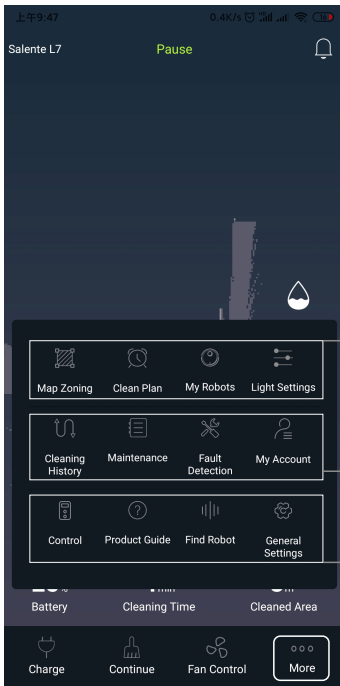 上午9:47 0.4K/s 10
Salente L7 Pause
Map Zoning Clean Plan My Robots Light Settings
Cleaning History Maintenance Fault Detection My Account
Control Product Guide Find Robot General Settings
Battery Cleaning Time Cleaned Area
Charge Continue Fan Control More